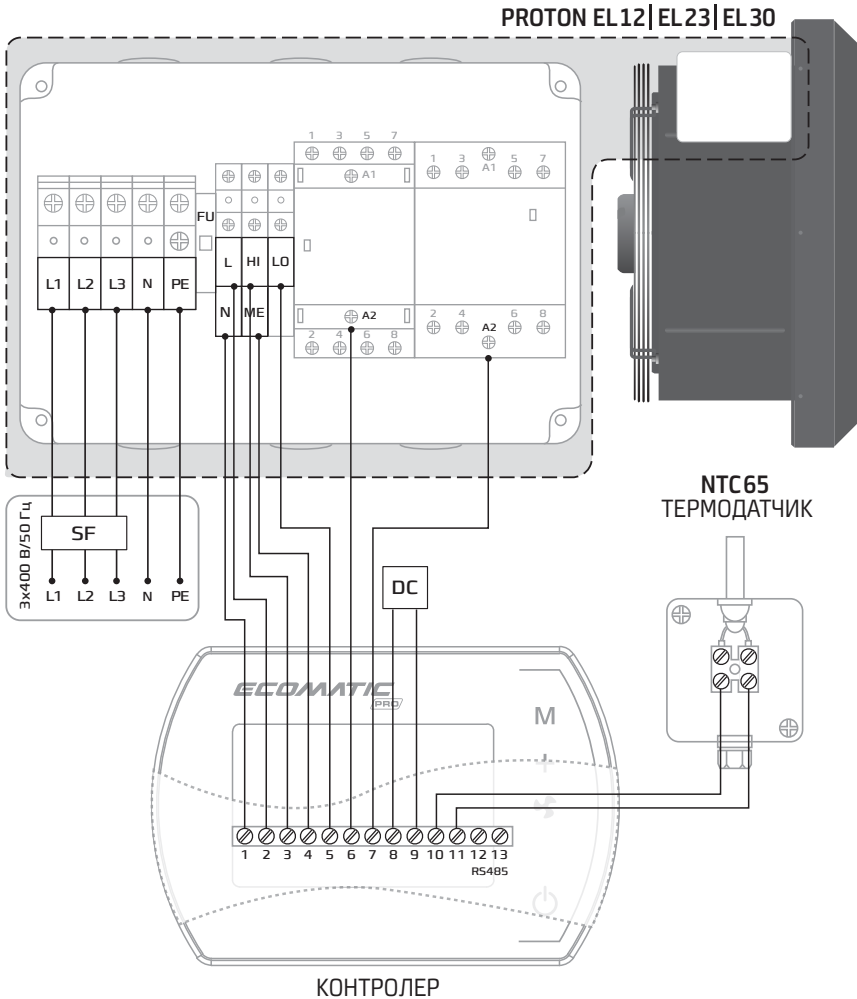 PROTON EL12|EL23|EL30
1 3 5 7
A1
1 3 A1 5 7
FU
L1 L2 L3 N PE
L HI LO
N ME
A2
2 4 6 8
2 4 A2 6 8
3x400 В/50 Гц
SF
L1 L2 L3 N PE
DC
NTC65
ТЕРМОДАТЧИК
ECOMATIC
PRO
M
+
1 2 3 4 5 6 7 8 9 10 11 12 13
RS485
КОНТРОЛЕР